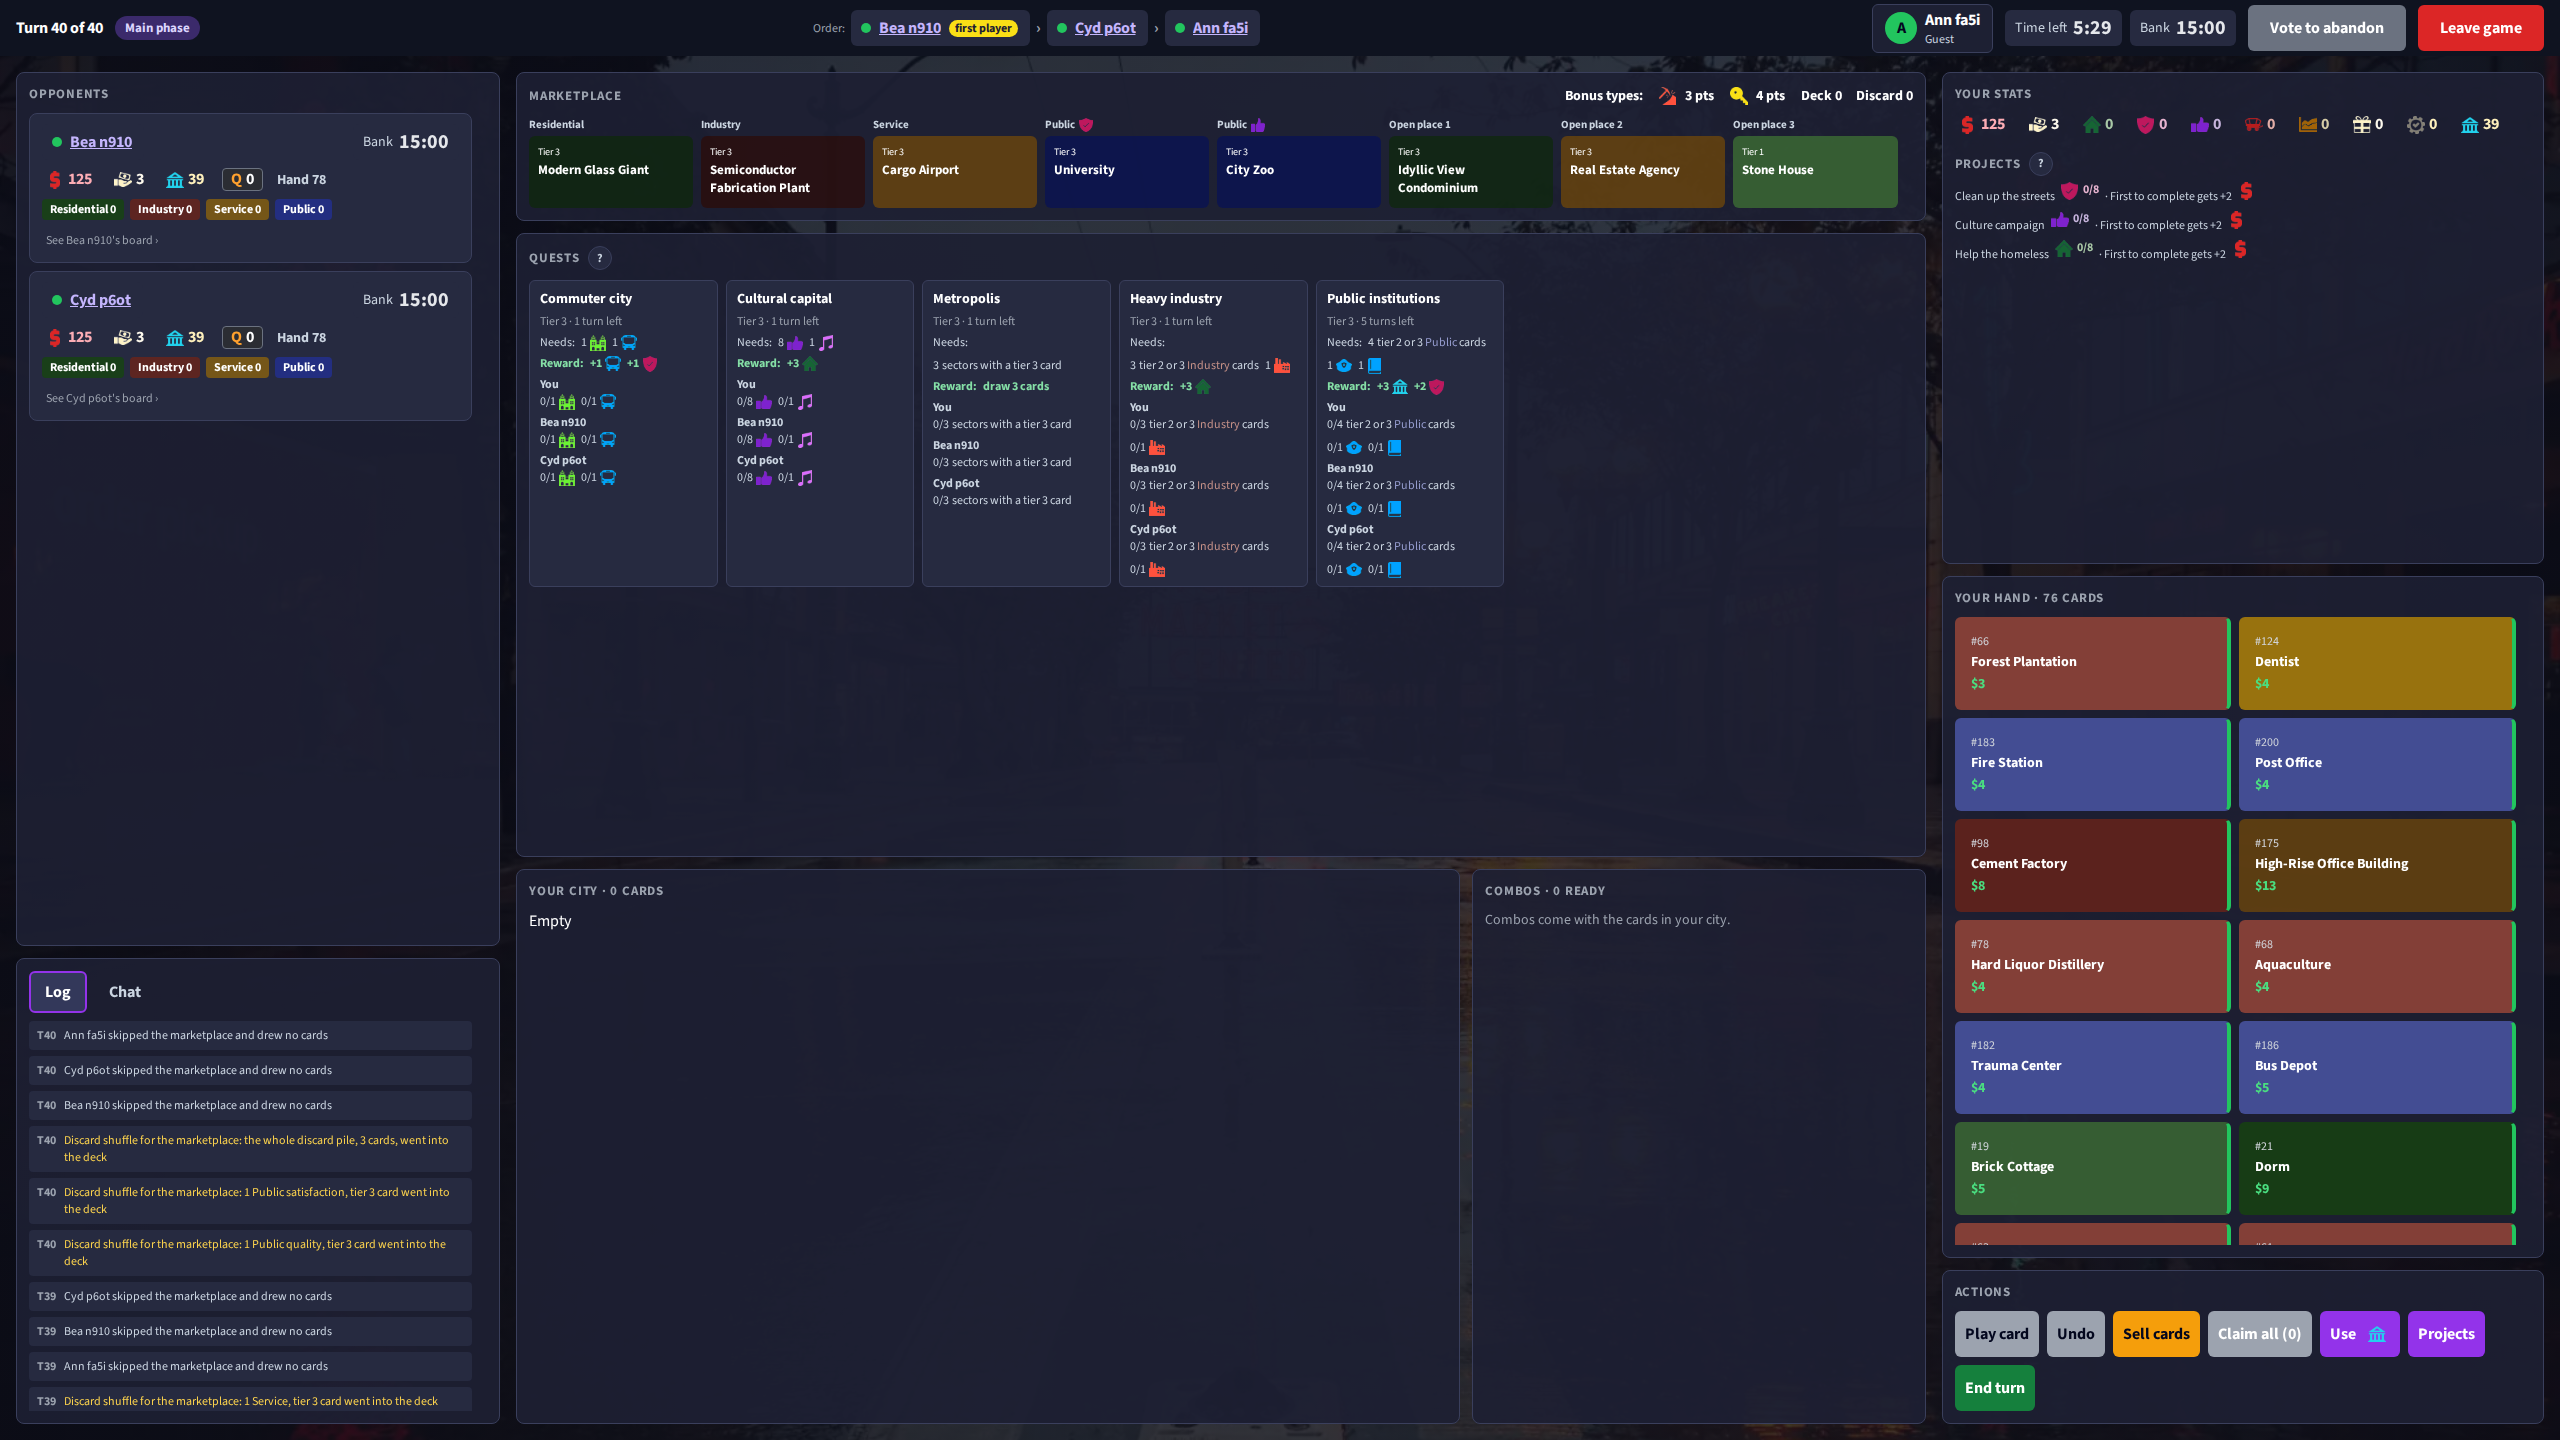 Turn 40 of 40 Main phase
Order: Bea n910 first player › Cyd p6ot › Ann fa5i
A Ann fa5i
Guest
Time left 5:29 Bank 15:00 Vote to abandon Leave game
OPPONENTS
Bea n910 Bank 15:00
125 3 39 Q 0 Hand 78
Residential 0 Industry 0 Service 0 Public 0
See Bea n910's board ›
Cyd p6ot Bank 15:00
125 3 39 Q 0 Hand 78
Residential 0 Industry 0 Service 0 Public 0
See Cyd p6ot's board ›
Log Chat
T40 Ann fa5i skipped the marketplace and drew no cards
T40 Cyd p6ot skipped the marketplace and drew no cards
T40 Bea n910 skipped the marketplace and drew no cards
T40 Discard shuffle for the marketplace: the whole discard pile, 3 cards, went into
the deck
T40 Discard shuffle for the marketplace: 1 Public satisfaction, tier 3 card went into
the deck
T40 Discard shuffle for the marketplace: 1 Public quality, tier 3 card went into the
deck
T39 Cyd p6ot skipped the marketplace and drew no cards
T39 Bea n910 skipped the marketplace and drew no cards
T39 Ann fa5i skipped the marketplace and drew no cards
T39 Discard shuffle for the marketplace: 1 Service, tier 3 card went into the deck
MARKETPLACE
Bonus types: 3 pts 4 pts Deck 0 Discard 0
Residential Industry Service Public Public Open place 1 Open place 2 Open place 3
Tier 3
Modern Glass Giant
Tier 3
Semiconductor
Fabrication Plant
Tier 3
Cargo Airport
Tier 3
University
Tier 3
City Zoo
Tier 3
Idyllic View
Condominium
Tier 3
Real Estate Agency
Tier 1
Stone House
QUESTS ?
Commuter city
Tier 3 · 1 turn left
Needs: 1 1
Reward: +1 +1
You
0/1 0/1
Bea n910
0/1 0/1
Cyd p6ot
0/1 0/1
Cultural capital
Tier 3 · 1 turn left
Needs: 8 1
Reward: +3
You
0/8 0/1
Bea n910
0/8 0/1
Cyd p6ot
0/8 0/1
Metropolis
Tier 3 · 1 turn left
Needs:
3 sectors with a tier 3 card
Reward: draw 3 cards
You
0/3 sectors with a tier 3 card
Bea n910
0/3 sectors with a tier 3 card
Cyd p6ot
0/3 sectors with a tier 3 card
Heavy industry
Tier 3 · 1 turn left
Needs:
3 tier 2 or 3 Industry cards 1
Reward: +3
You
0/3 tier 2 or 3 Industry cards
0/1
Bea n910
0/3 tier 2 or 3 Industry cards
0/1
Cyd p6ot
0/3 tier 2 or 3 Industry cards
0/1
Public institutions
Tier 3 · 5 turns left
Needs: 4 tier 2 or 3 Public cards
1 1
Reward: +3 +2
You
0/4 tier 2 or 3 Public cards
0/1 0/1
Bea n910
0/4 tier 2 or 3 Public cards
0/1 0/1
Cyd p6ot
0/4 tier 2 or 3 Public cards
0/1 0/1
YOUR CITY · 0 CARDS
Empty
COMBOS · 0 READY
Combos come with the cards in your city.
YOUR STATS
125 3 0 0 0 0 0 0 0 39
PROJECTS ?
Clean up the streets 0/8 · First to complete gets +2
Culture campaign 0/8 · First to complete gets +2
Help the homeless 0/8 · First to complete gets +2
YOUR HAND · 76 CARDS
#66
Forest Plantation
$3
#124
Dentist
$4
#183
Fire Station
$4
#200
Post Office
$4
#98
Cement Factory
$8
#175
High-Rise Office Building
$13
#78
Hard Liquor Distillery
$4
#68
Aquaculture
$4
#182
Trauma Center
$4
#186
Bus Depot
$5
#19
Brick Cottage
$5
#21
Dorm
$9
ACTIONS
Play card Undo Sell cards Claim all (0) Use Projects
End turn